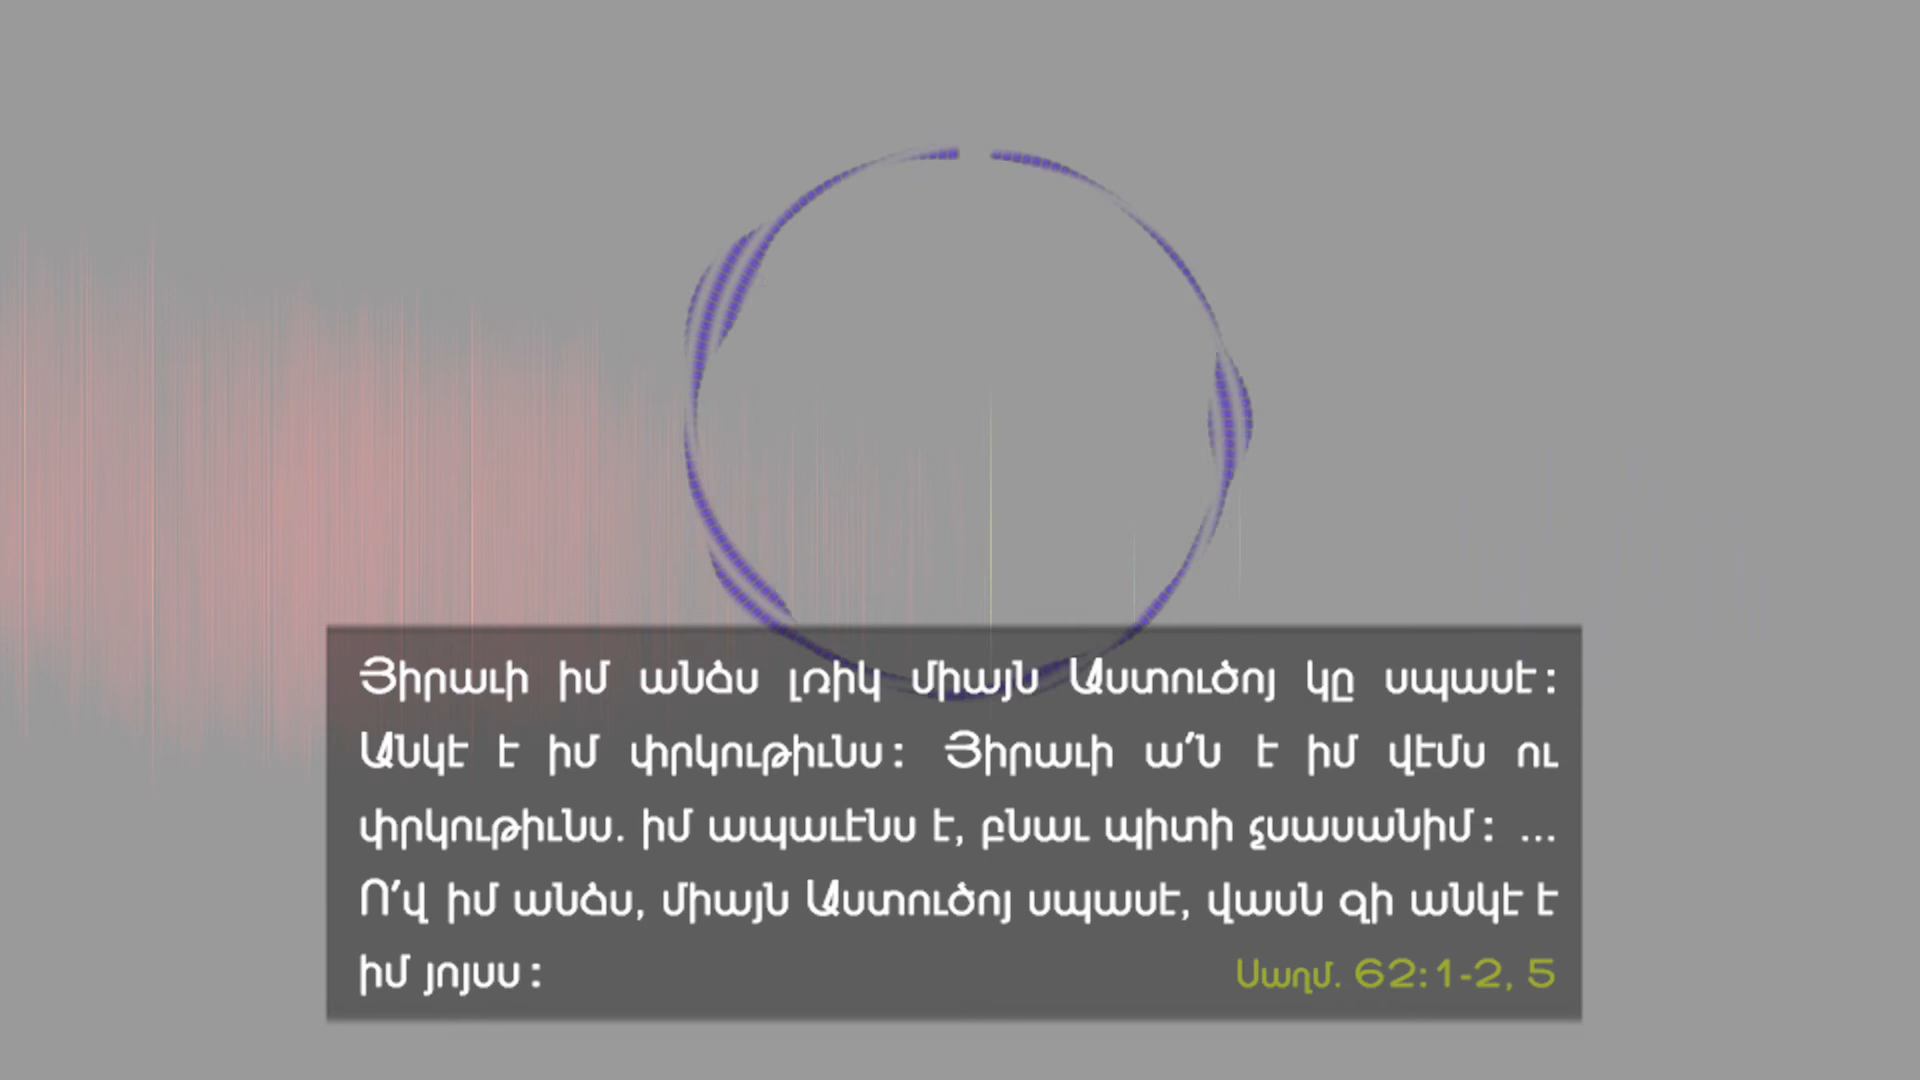 Յիրաւի իմ անձս լռիկ միայն Աստուծոյ կը սպասէ:
Անկէ է իմ փրկութիւնս: Յիրաւի ա՛ն է իմ վէմս ու
փրկութիւնս. իմ ապաւէնս է, բնաւ պիտի չսասանիմ: ...
Ո՛վ իմ անձս, միայն Աստուծոյ սպասէ, վասն զի անկէ է
իմ յոյսս:
Սաղմ. 62:1-2, 5